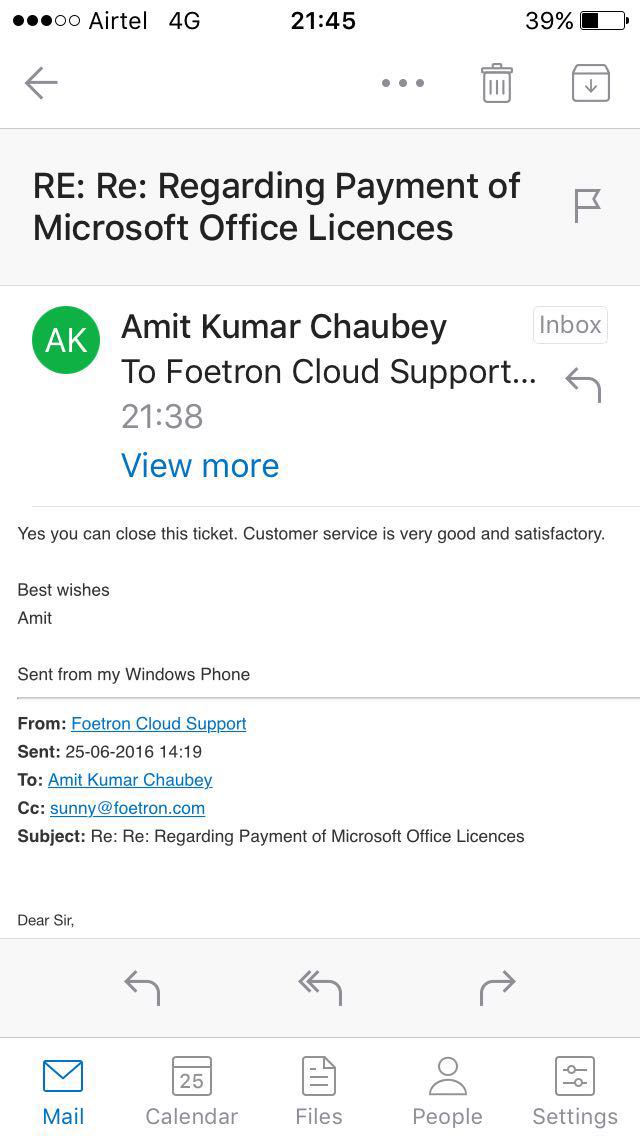 Airtel 4G 21:45 39%
RE: Re: Regarding Payment of
Microsoft Office Licences
AK
Amit Kumar Chaubey
Inbox
To Foetron Cloud Support...
21:38
View more
Yes you can close this ticket. Customer service is very good and satisfactory.
Best wishes
Amit
Sent from my Windows Phone
From: Foetron Cloud Support
Sent: 25-06-2016 14:19
To: Amit Kumar Chaubey
Cc: sunny@foetron.com
Subject: Re: Re: Regarding Payment of Microsoft Office Licences
Dear Sir,
25
Mail Calendar Files People Settings